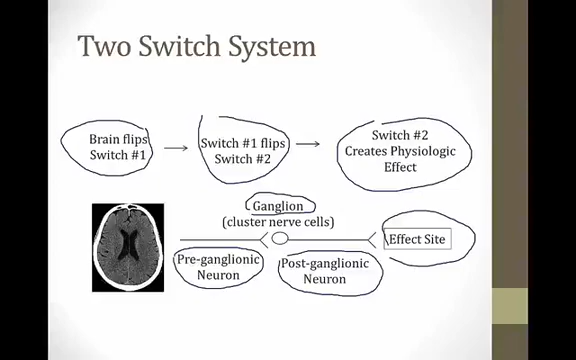 Two Switch System
Brain flips
Switch #1
Switch #1 flips
Switch #2
Switch #2
Creates Physiologic
Effect
Ganglion
(cluster nerve cells)
Effect Site
Pre-ganglionic
Neuron
Post-ganglionic
Neuron